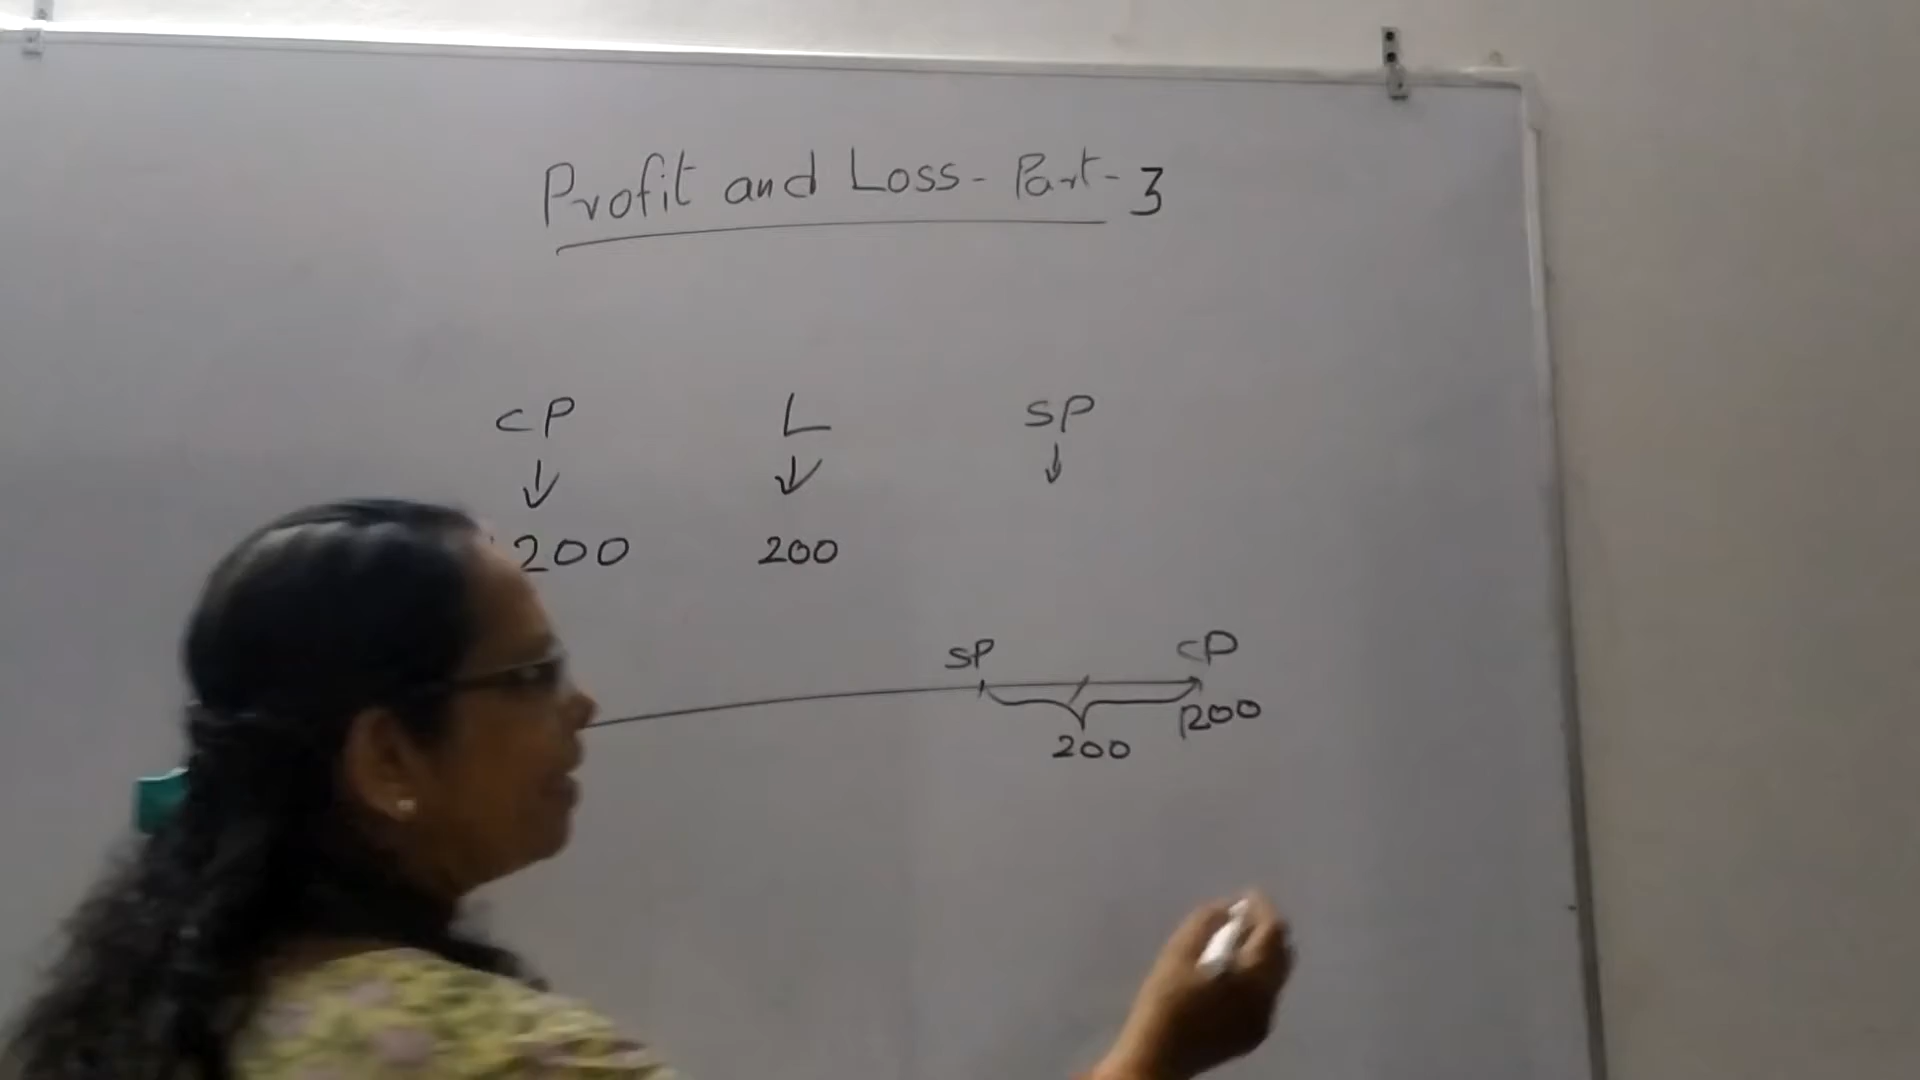 Profit and Loss - Part - 3
CP L SP
200 200
SP CP
1200
200